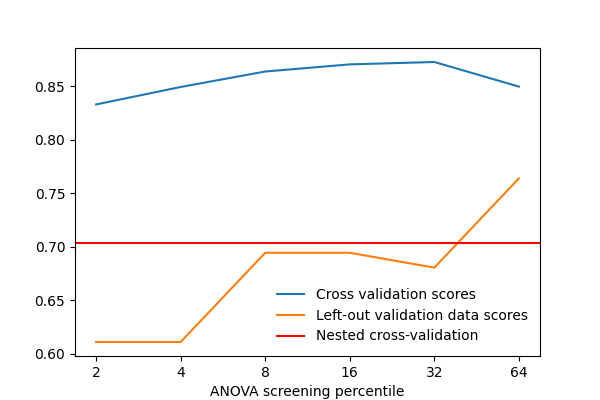 0.85
0.80
0.75
0.70
0.65
0.60
Cross validation scores
Left-out validation data scores
Nested cross-validation
2 4 8 16 32 64
ANOVA screening percentile